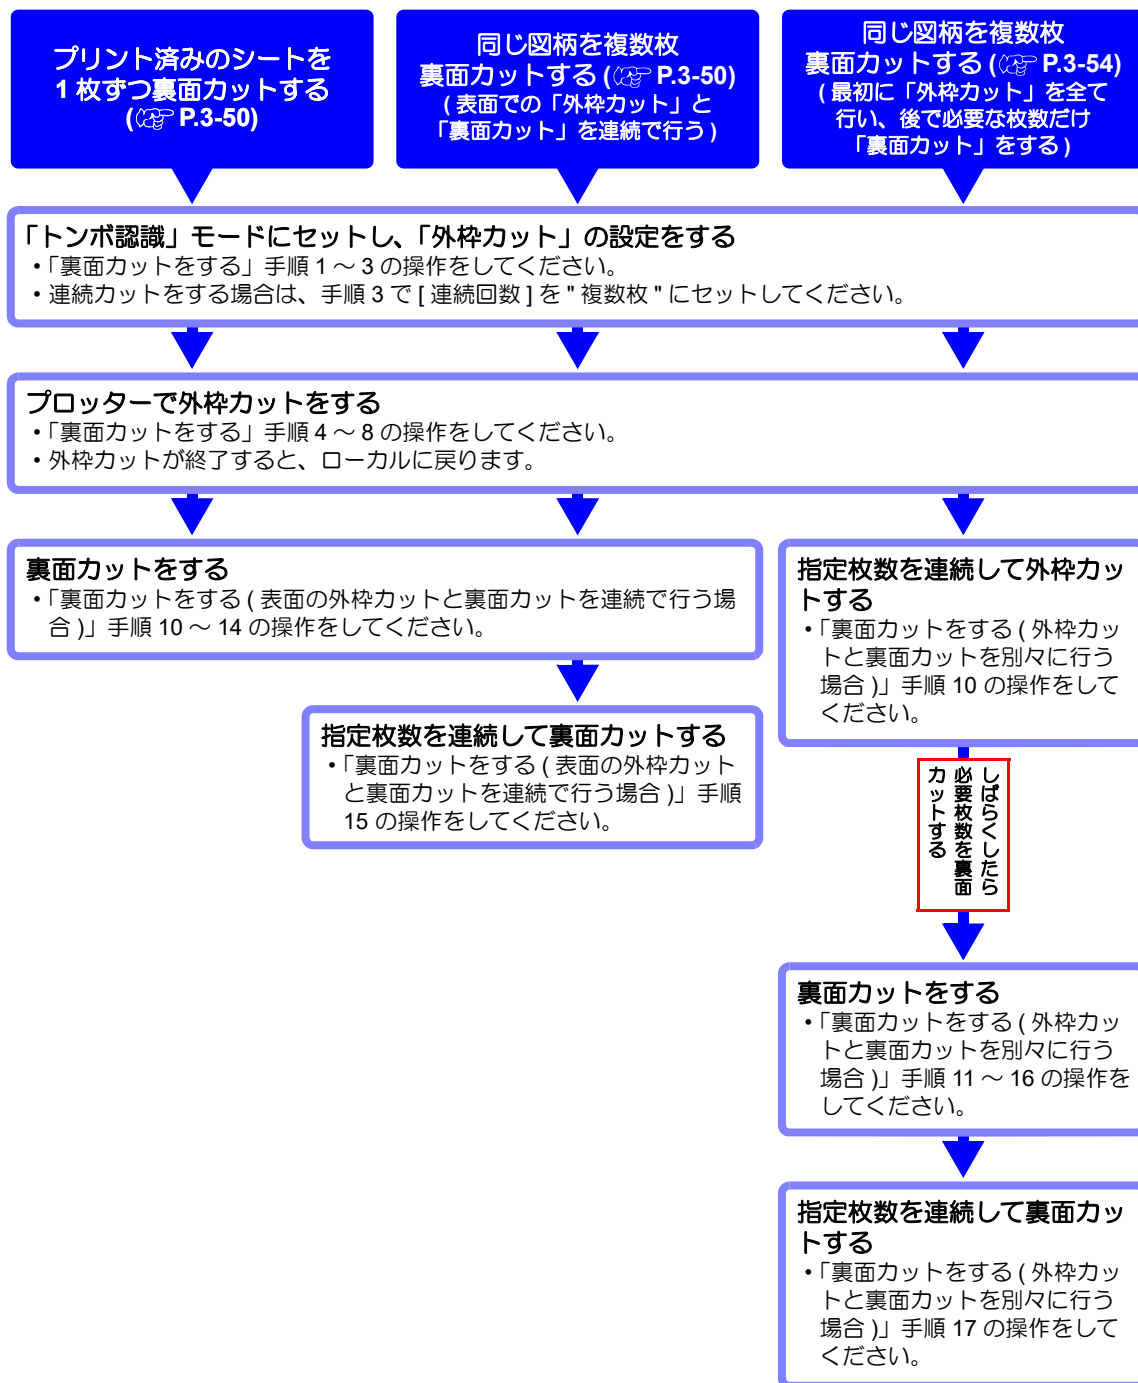 プリント済みのシートを
1 枚ずつ裏面カットする
(☞ P.3-50)
同じ図柄を複数枚
裏面カットする (☞ P.3-50)
( 表面での「外枠カット」と
「裏面カット」を連続で行う )
同じ図柄を複数枚
裏面カットする (☞ P.3-54)
( 最初に「外枠カット」を全て
行い、後で必要な枚数だけ
「裏面カット」をする )
「トンボ認識」モードにセットし、「外枠カット」の設定をする
・「裏面カットをする」手順 1 ～ 3 の操作をしてください。
・連続カットをする場合は、手順 3 で [ 連続回数 ] を " 複数枚 " にセットしてください。
プロッターで外枠カットをする
・「裏面カットをする」手順 4 ～ 8 の操作をしてください。
・外枠カットが終了すると、ローカルに戻ります。
裏面カットをする
・「裏面カットをする ( 表面の外枠カットと裏面カットを連続で行う場
合 )」手順 10 ～ 14 の操作をしてください。
指定枚数を連続して裏面カットする
・「裏面カットをする ( 表面の外枠カット
と裏面カットを連続で行う場合 )」手順
15 の操作をしてください。
指定枚数を連続して外枠カッ
トする
・「裏面カットをする ( 外枠カッ
トと裏面カットを別々に行う
場合 )」手順 10 の操作をして
ください。
しばらくしたら
必要枚数を裏面
カットする
裏面カットをする
・「裏面カットをする ( 外枠カッ
トと裏面カットを別々に行う
場合 )」手順 11 ～ 16 の操作を
してください。
指定枚数を連続して裏面カッ
トする
・「裏面カットをする ( 外枠カッ
トと裏面カットを別々に行う
場合 )」手順 17 の操作をして
ください。